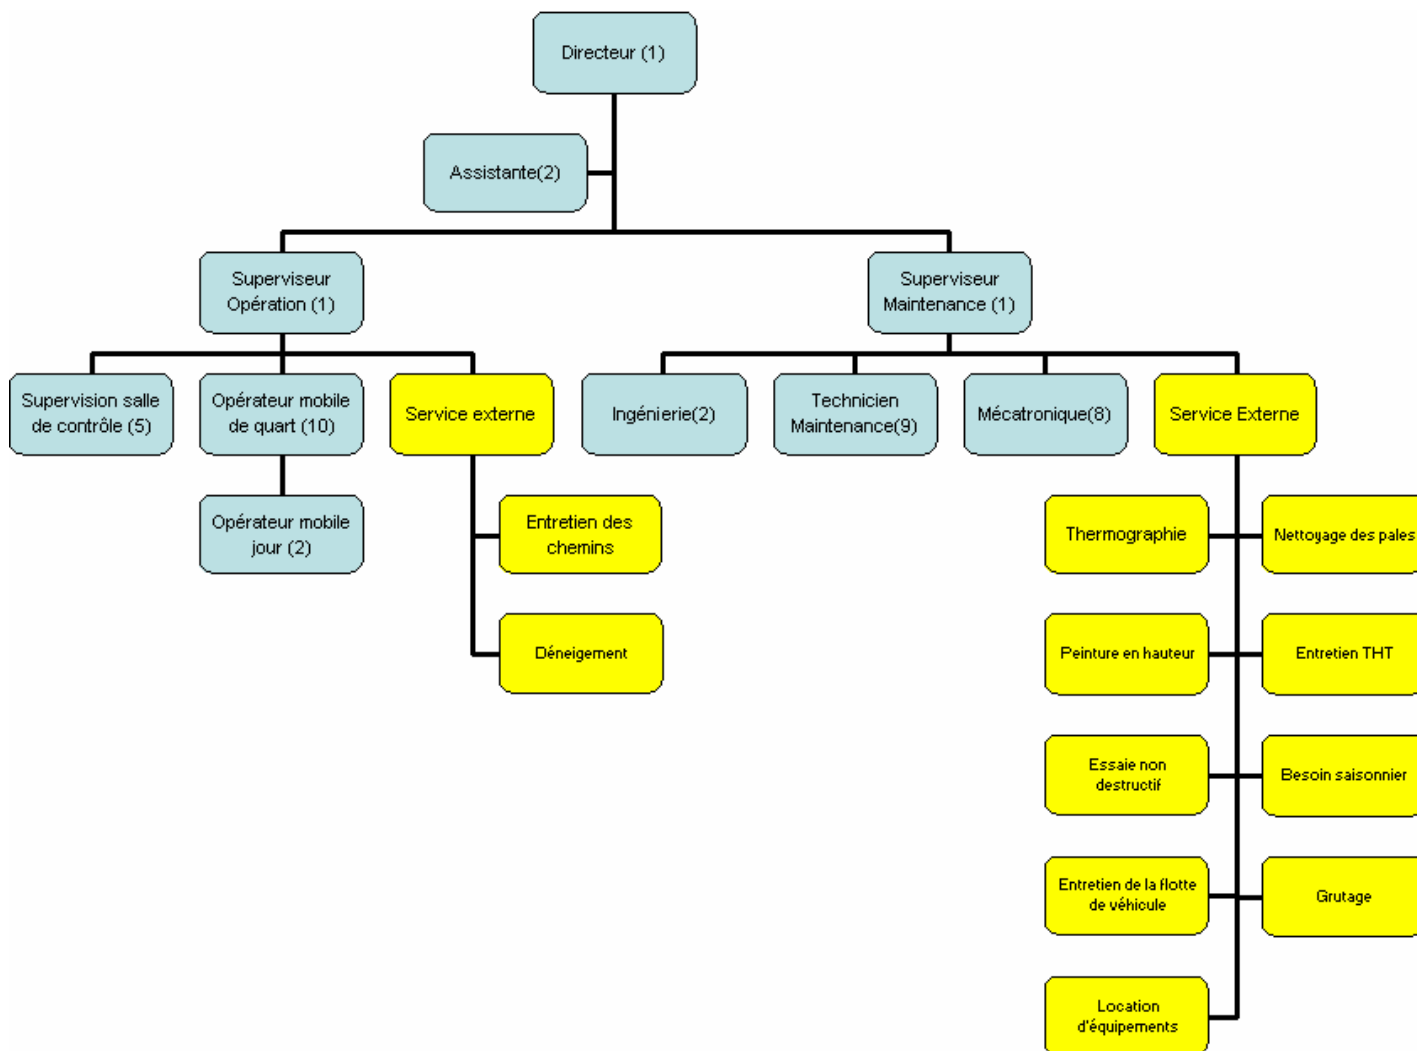 Directeur (1)
Assistante(2)
Superviseur
Opération (1)
Superviseur
Maintenance (1)
Supervision salle
de contrôle (5)
Opérateur mobile
de quart (10)
Service externe
Ingénierie(2)
Technicien
Maintenance(9)
Mécatronique(8)
Service Externe
Opérateur mobile
jour (2)
Entretien des
chemins
Thermographie
Nettoyage des pales
Déneigement
Peinture en hauteur
Entretien THT
Essaie non
destructif
Besoin saisonnier
Entretien de la flotte
de véhicule
Grutage
Location
d'équipements